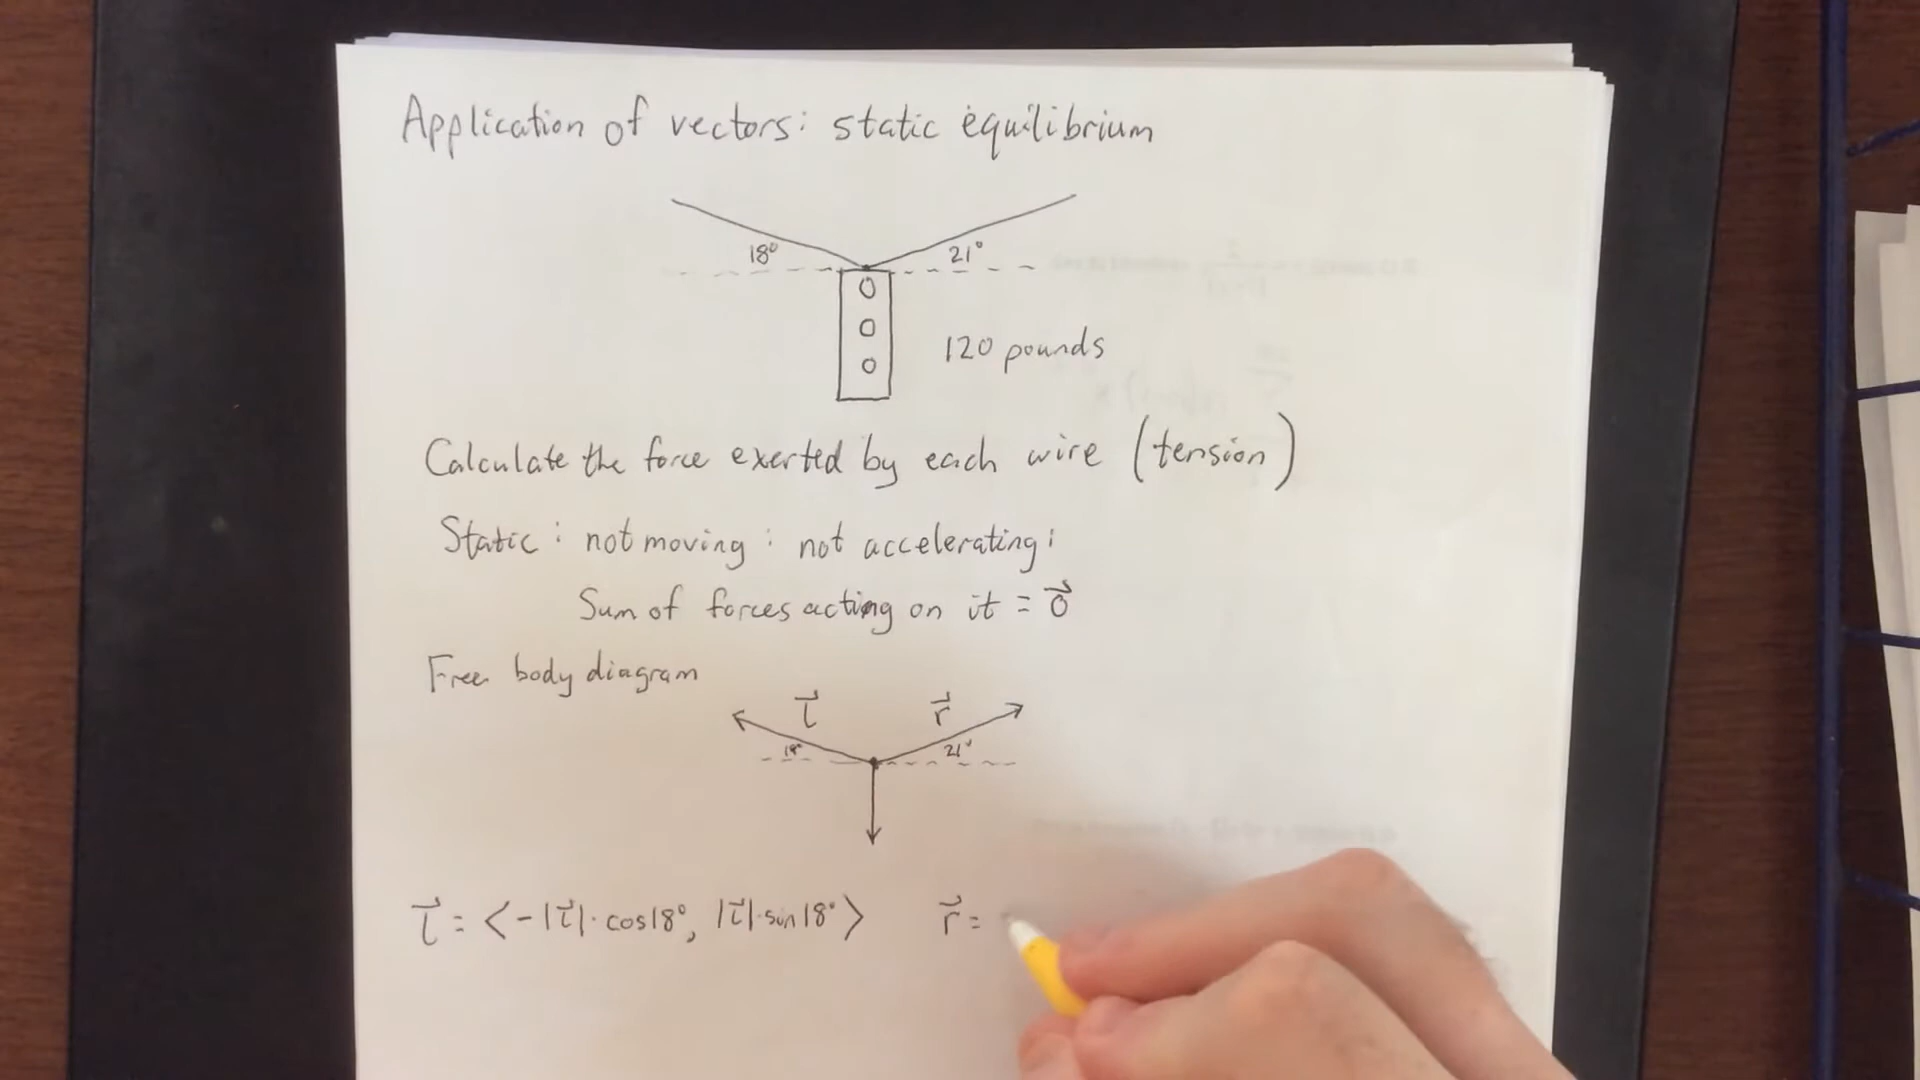 Application of vectors: static equilibrium
18° 21°
120 pounds
Calculate the force exerted by each wire (tension)
Static: not moving: not accelerating:
Sum of forces acting on it = 0⃗
Free body diagram
l⃗ r⃗
18° 21°
l⃗ = <-|l⃗|·cos18°, |l⃗|·sin18°> r⃗ =